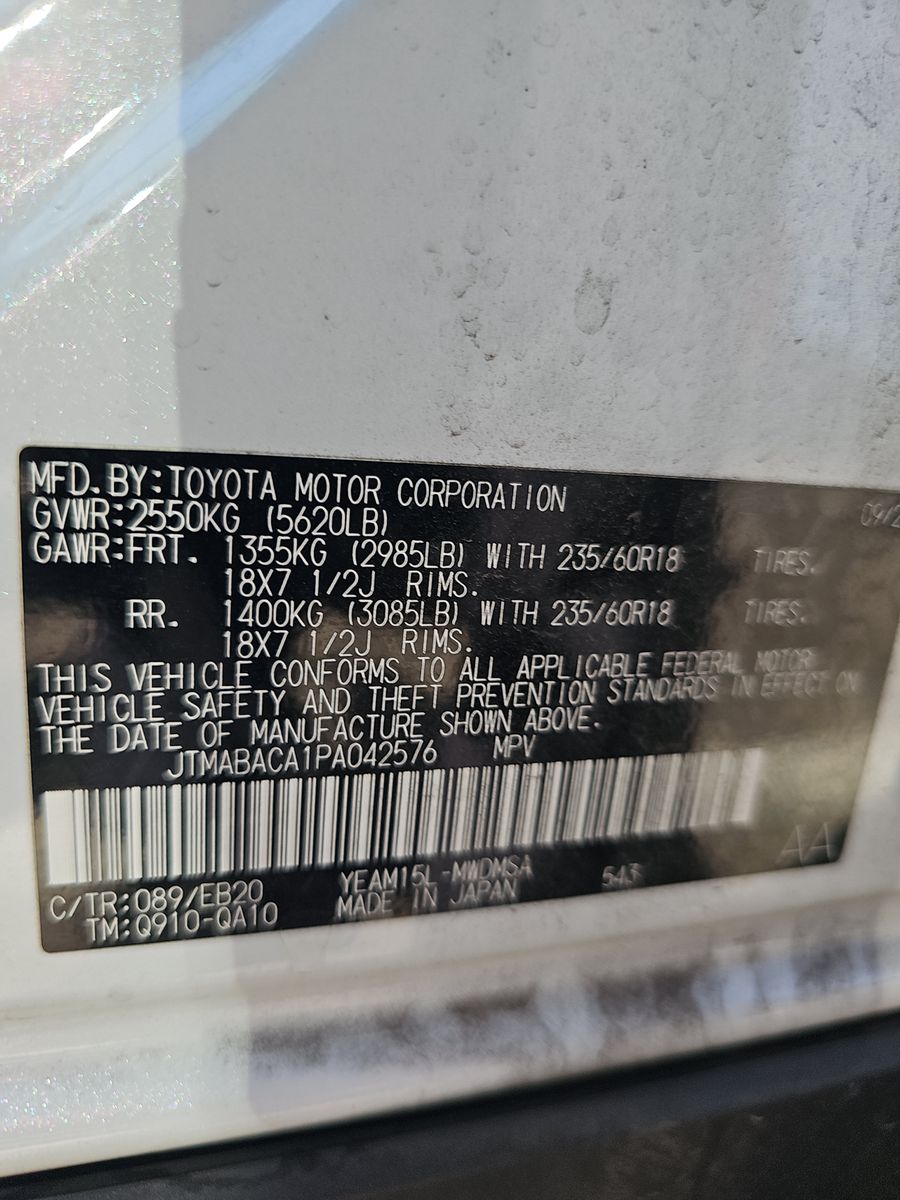 MFD. BY: TOYOTA MOTOR CORPORATION 09/2
GVWR: 2550KG (5620LB)
GAWR: FRT. 1355KG (2985LB) WITH 235/60R18 TIRES.
18X7 1/2J RIMS.
RR. 1400KG (3085LB) WITH 235/60R18 TIRES.
18X7 1/2J RIMS.
THIS VEHICLE CONFORMS TO ALL APPLICABLE FEDERAL MOTOR
VEHICLE SAFETY AND THEFT PREVENTION STANDARDS IN EFFECT ON
THE DATE OF MANUFACTURE SHOWN ABOVE.
JTMABACA1PA042576 MPV
C/TR: 089/EB20 YEAM15L-MWDMSA 543
TM: Q910-QA10 MADE IN JAPAN AA